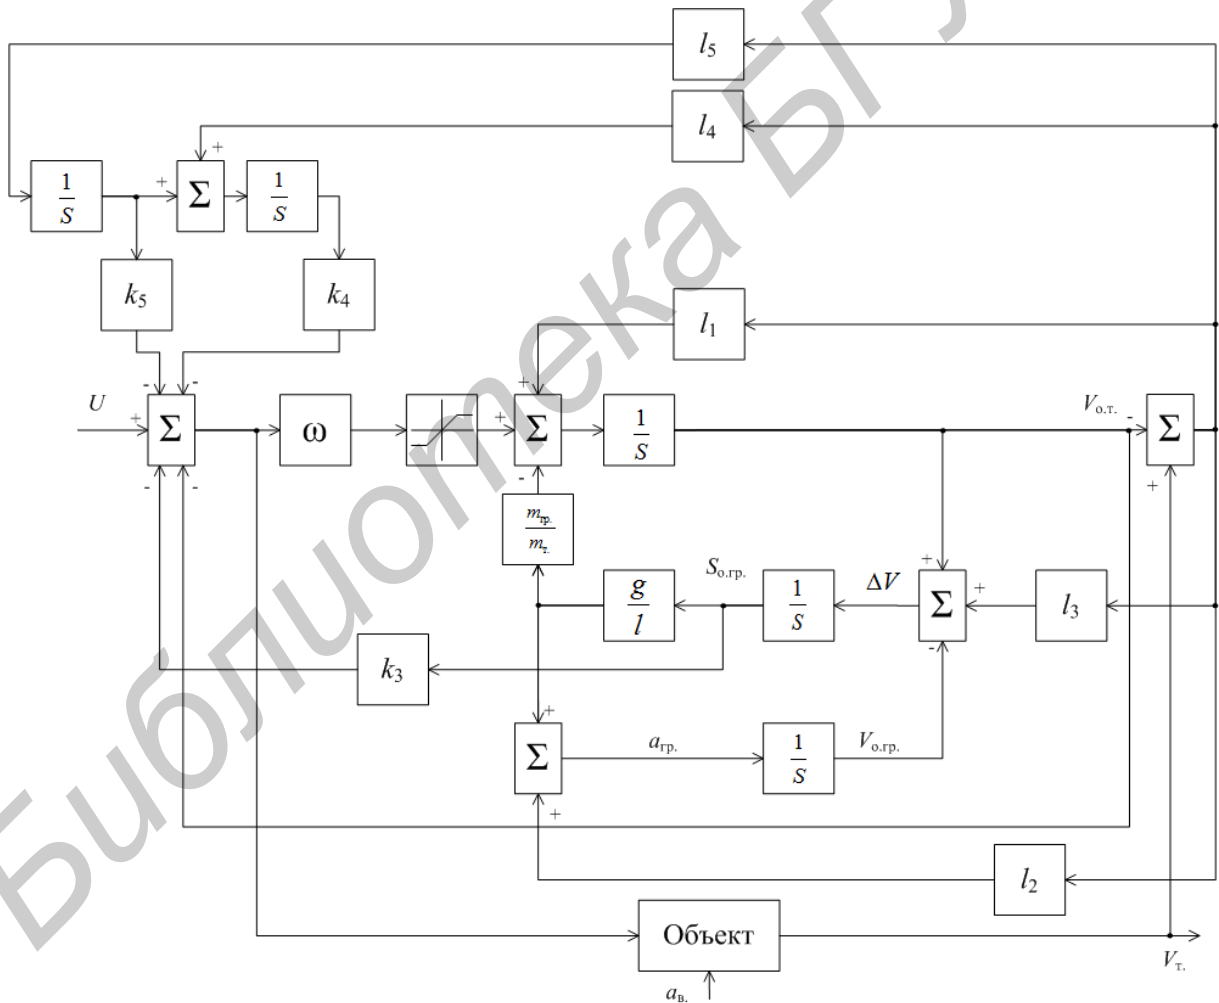 l5
l4
+
+
Σ
1
S
1
S
k5
k4
l1
-
-
+
U
+
Σ
ω
+
Σ
1
S
Vо.т.
-
Σ
-
-
-
+
mгр.
mт.
Sо.гр.
ΔV
+
+
g
l
1
S
Σ
l3
-
k3
+
Σ
aгр.
1
S
Vо.гр.
+
l2
Объект
Vт.
aв.
Библиотека БГУ